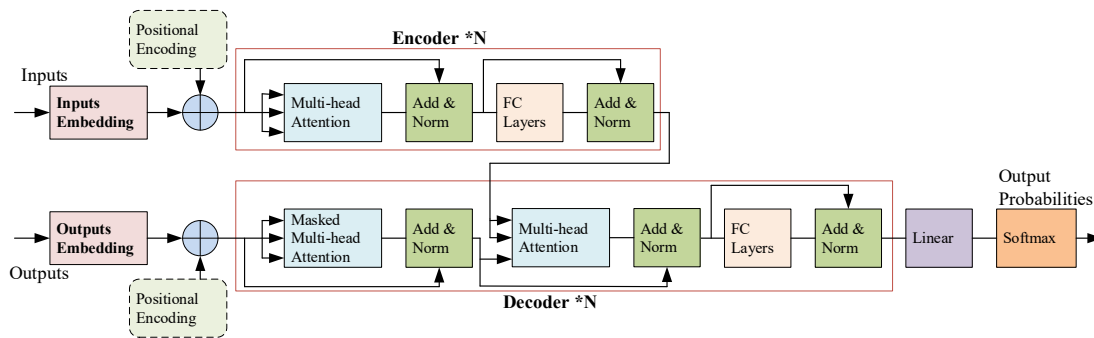 Positional
Encoding
Encoder *N
Inputs
Inputs
Embedding
Multi-head
Attention
Add &
Norm
FC
Layers
Add &
Norm
Output
Probabilities
Outputs
Embedding
Outputs
Masked
Multi-head
Attention
Add &
Norm
Multi-head
Attention
Add &
Norm
FC
Layers
Add &
Norm
Linear
Softmax
Positional
Encoding
Decoder *N